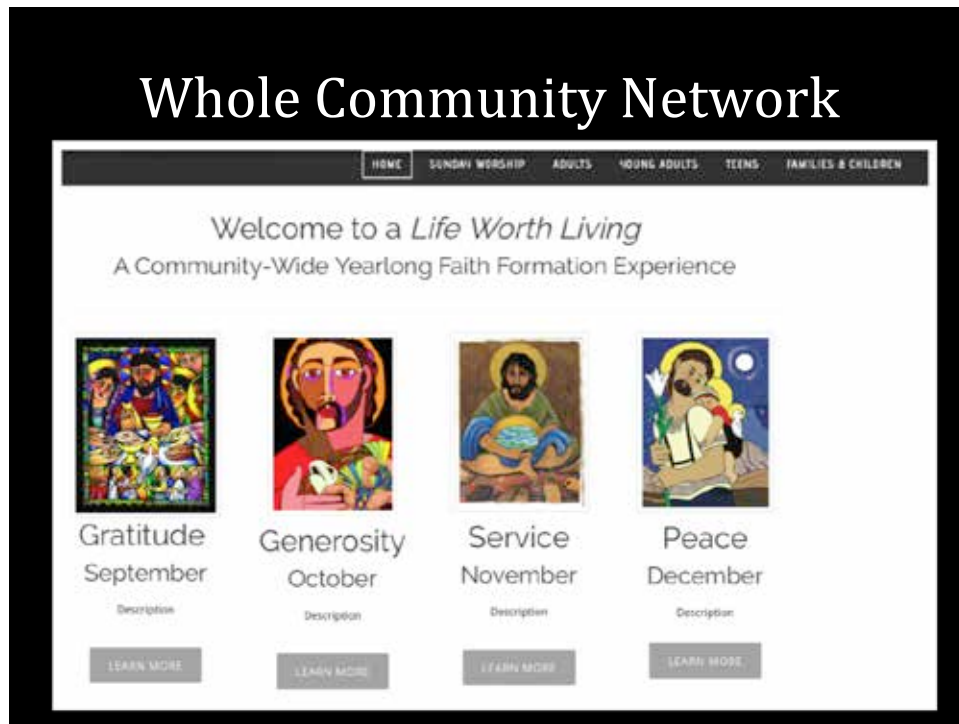 Whole Community Network
HOME SUNDAY WORSHIP ADULTS YOUNG ADULTS TEENS FAMILIES & CHILDREN
Welcome to a Life Worth Living
A Community-Wide Yearlong Faith Formation Experience
Gratitude
September
Description
LEARN MORE
Generosity
October
Description
LEARN MORE
Service
November
Description
LEARN MORE
Peace
December
Description
LEARN MORE